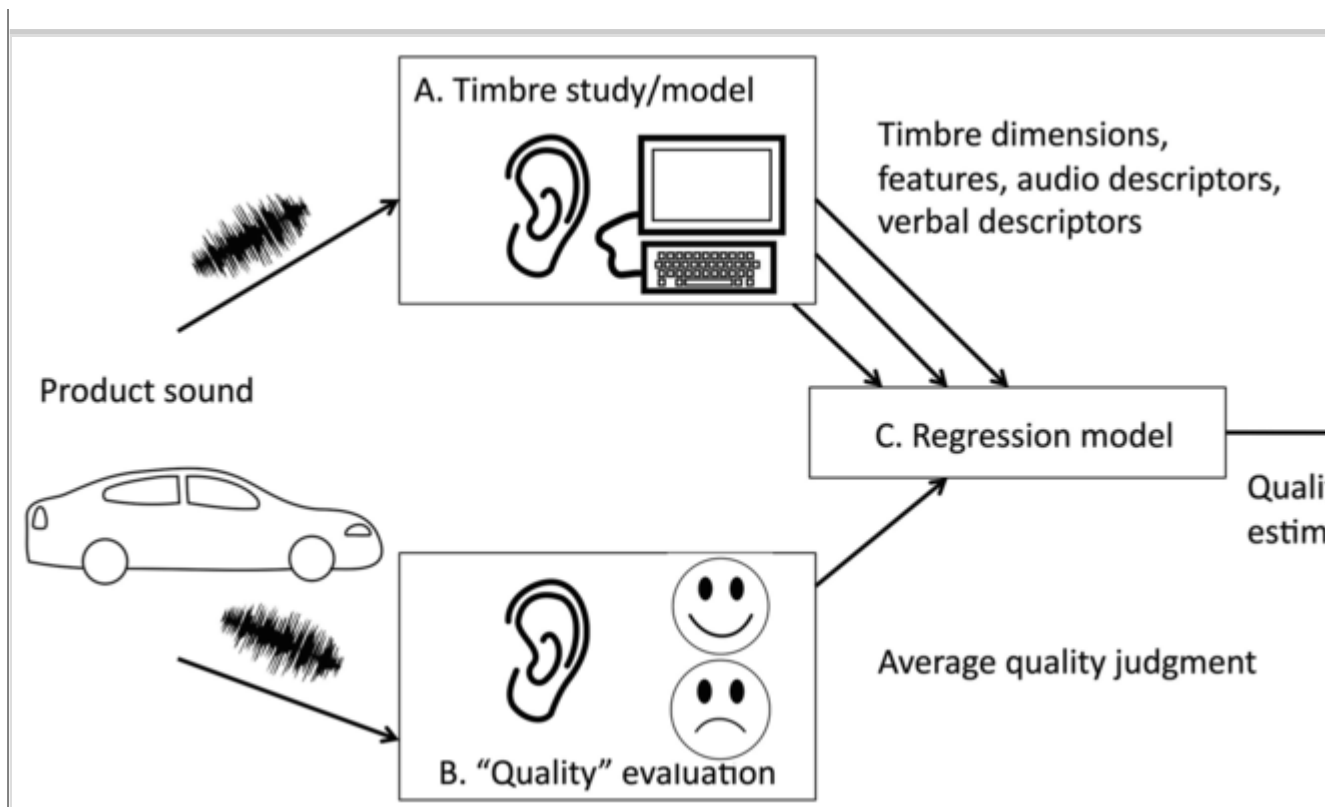 A. Timbre study/model
Timbre dimensions,
features, audio descriptors,
verbal descriptors
Product sound
C. Regression model
Average quality judgment
B. “Quality” evaluation